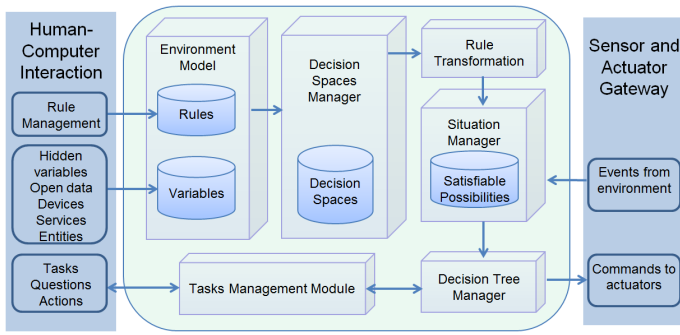 Human-
Computer
Interaction
Rule
Management
Hidden
variables
Open data
Devices
Services
Entities
Tasks
Questions
Actions
Environment
Model
Rules
Variables
Decision
Spaces
Manager
Decision
Spaces
Rule
Transformation
Situation
Manager
Satisfiable
Possibilities
Tasks Management Module
Decision Tree
Manager
Sensor and
Actuator
Gateway
Events from
environment
Commands to
actuators